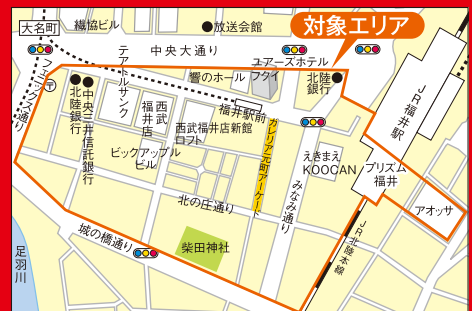 繊協ビル
●放送会館
対象エリア
大名町
中央大通り
ユアーズホテル
フクイ
フェニックス通り
〒
テアトルサンク
響のホール
北陸
銀行
JR福井駅
北陸銀行
中央三井信託銀行
西武
福井店
福井駅前
西武福井店新館
ロフト
ガレリア元町アーケード
ビックアップル
ビル
えきまえ
KOOCAN
プリズム
福井
みなみ通り
アオッサ
北の庄通り
城の橋通り
柴田神社
JR北陸本線
足羽川